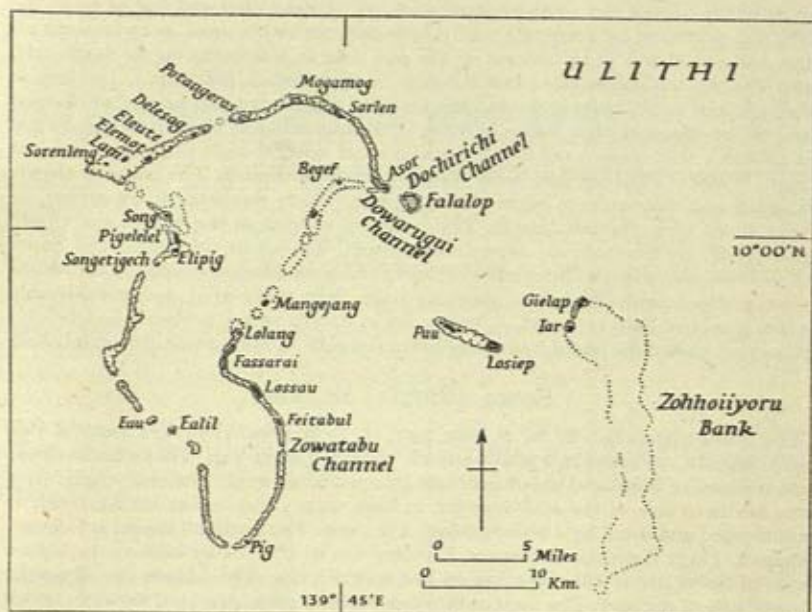 ULITHI
Mogamog
Potangeras
Sorlen
Delesag
Eleute
Elemot
Lam
Sorenleng
Asor
Dochirichi
Channel
Begef
Falalop
Dowarugui
Channel
Song
Pigelelel
Songetigech
Elipig
10°00'N
Mangejang
Gielap
Iar
Lolang
Pau
Fassarai
Losiep
Lossau
Zohhoiiyoru
Bank
Eau
Ealil
Feitabul
Zowatabu
Channel
Pig
0 5
Miles
0 10
Km.
139° 45'E